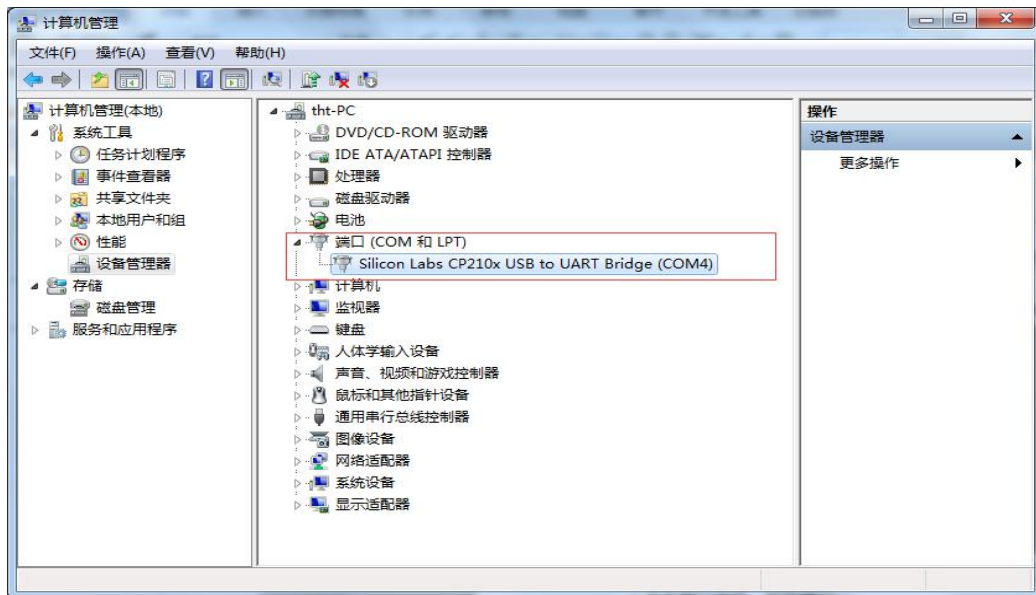 计算机管理
文件(F) 操作(A) 查看(V) 帮助(H)
计算机管理(本地)
系统工具
任务计划程序
事件查看器
共享文件夹
本地用户和组
性能
设备管理器
存储
磁盘管理
服务和应用程序
tht-PC
DVD/CD-ROM 驱动器
IDE ATA/ATAPI 控制器
处理器
磁盘驱动器
电池
端口 (COM 和 LPT)
Silicon Labs CP210x USB to UART Bridge (COM4)
计算机
监视器
键盘
人体学输入设备
声音、视频和游戏控制器
鼠标和其他指针设备
通用串行总线控制器
图像设备
网络适配器
系统设备
显示适配器
操作
设备管理器
更多操作